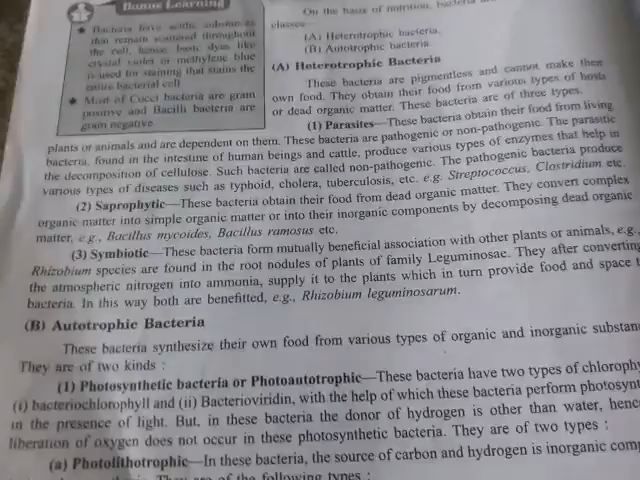 Bonus Learning
★ Bacteria have acidic substances
that remain scattered throughout
the cell, hence basic dyes like
crystal violet or methylene blue
is used for staining that stains the
entire bacterial cell.
★ Most of Cocci bacteria are gram
positive and Bacilli bacteria are
gram negative.
On the basis of nutrition, bacteria are
classes—
(A) Heterotrophic bacteria,
(B) Autotrophic bacteria.
(A) Heterotrophic Bacteria
These bacteria are pigmentless and cannot make their
own food. They obtain their food from various types of hosts
or dead organic matter. These bacteria are of three types.
(1) Parasites—These bacteria obtain their food from living
plants or animals and are dependent on them. These bacteria are pathogenic or non-pathogenic. The parasitic
bacteria, found in the intestine of human beings and cattle, produce various types of enzymes that help in
the decomposition of cellulose. Such bacteria are called non-pathogenic. The pathogenic bacteria produce
various types of diseases such as typhoid, cholera, tuberculosis, etc. e.g. Streptococcus, Clostridium etc.
(2) Saprophytic—These bacteria obtain their food from dead organic matter. They convert complex
organic matter into simple organic matter or into their inorganic components by decomposing dead organic
matter, e.g., Bacillus mycoides, Bacillus ramosus etc.
(3) Symbiotic—These bacteria form mutually beneficial association with other plants or animals, e.g.,
Rhizobium species are found in the root nodules of plants of family Leguminosae. They after converting
the atmospheric nitrogen into ammonia, supply it to the plants which in turn provide food and space t
bacteria. In this way both are benefitted, e.g., Rhizobium leguminosarum.
(B) Autotrophic Bacteria
These bacteria synthesize their own food from various types of organic and inorganic substan
They are of two kinds :
(1) Photosynthetic bacteria or Photoautotrophic—These bacteria have two types of chlorophy
(i) bacteriochlorophyll and (ii) Bacterioviridin, with the help of which these bacteria perform photosyn
in the presence of light. But, in these bacteria the donor of hydrogen is other than water, henc
liberation of oxygen does not occur in these photosynthetic bacteria. They are of two types :
(a) Photolithotrophic—In these bacteria, the source of carbon and hydrogen is inorganic comp
They are of the following types :